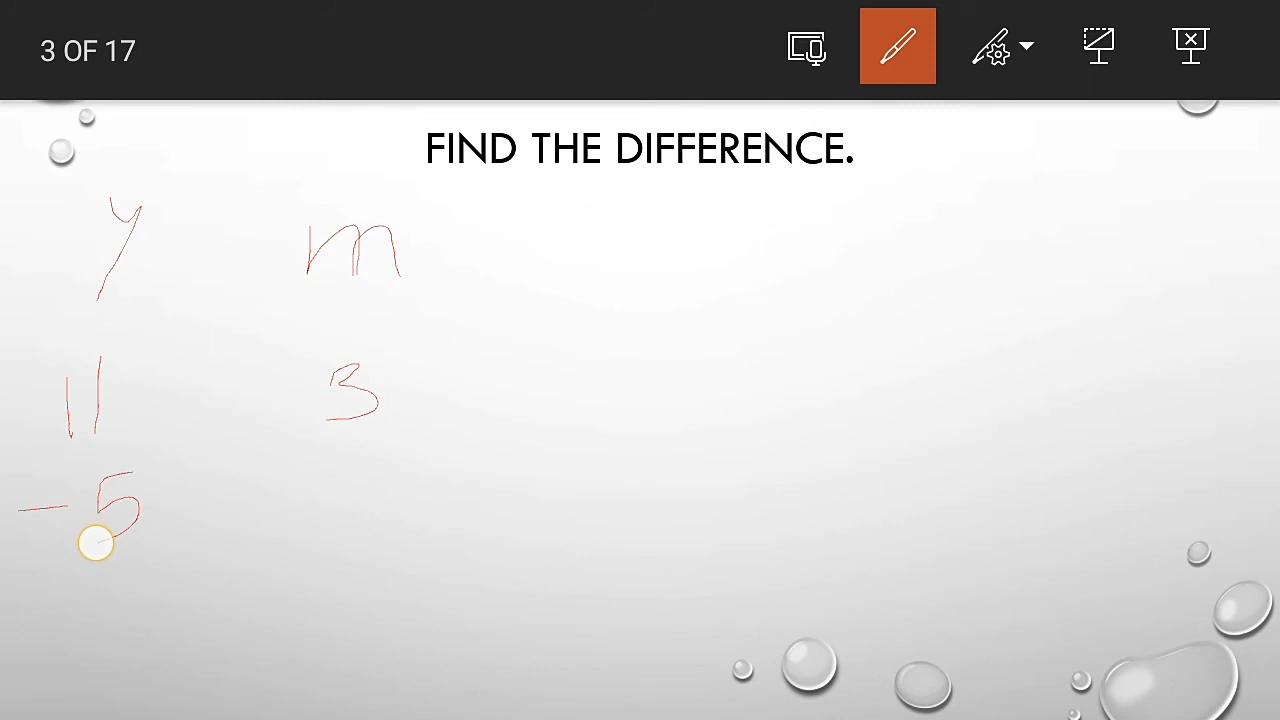 3 OF 17
FIND THE DIFFERENCE.
y m
11 3
- 5